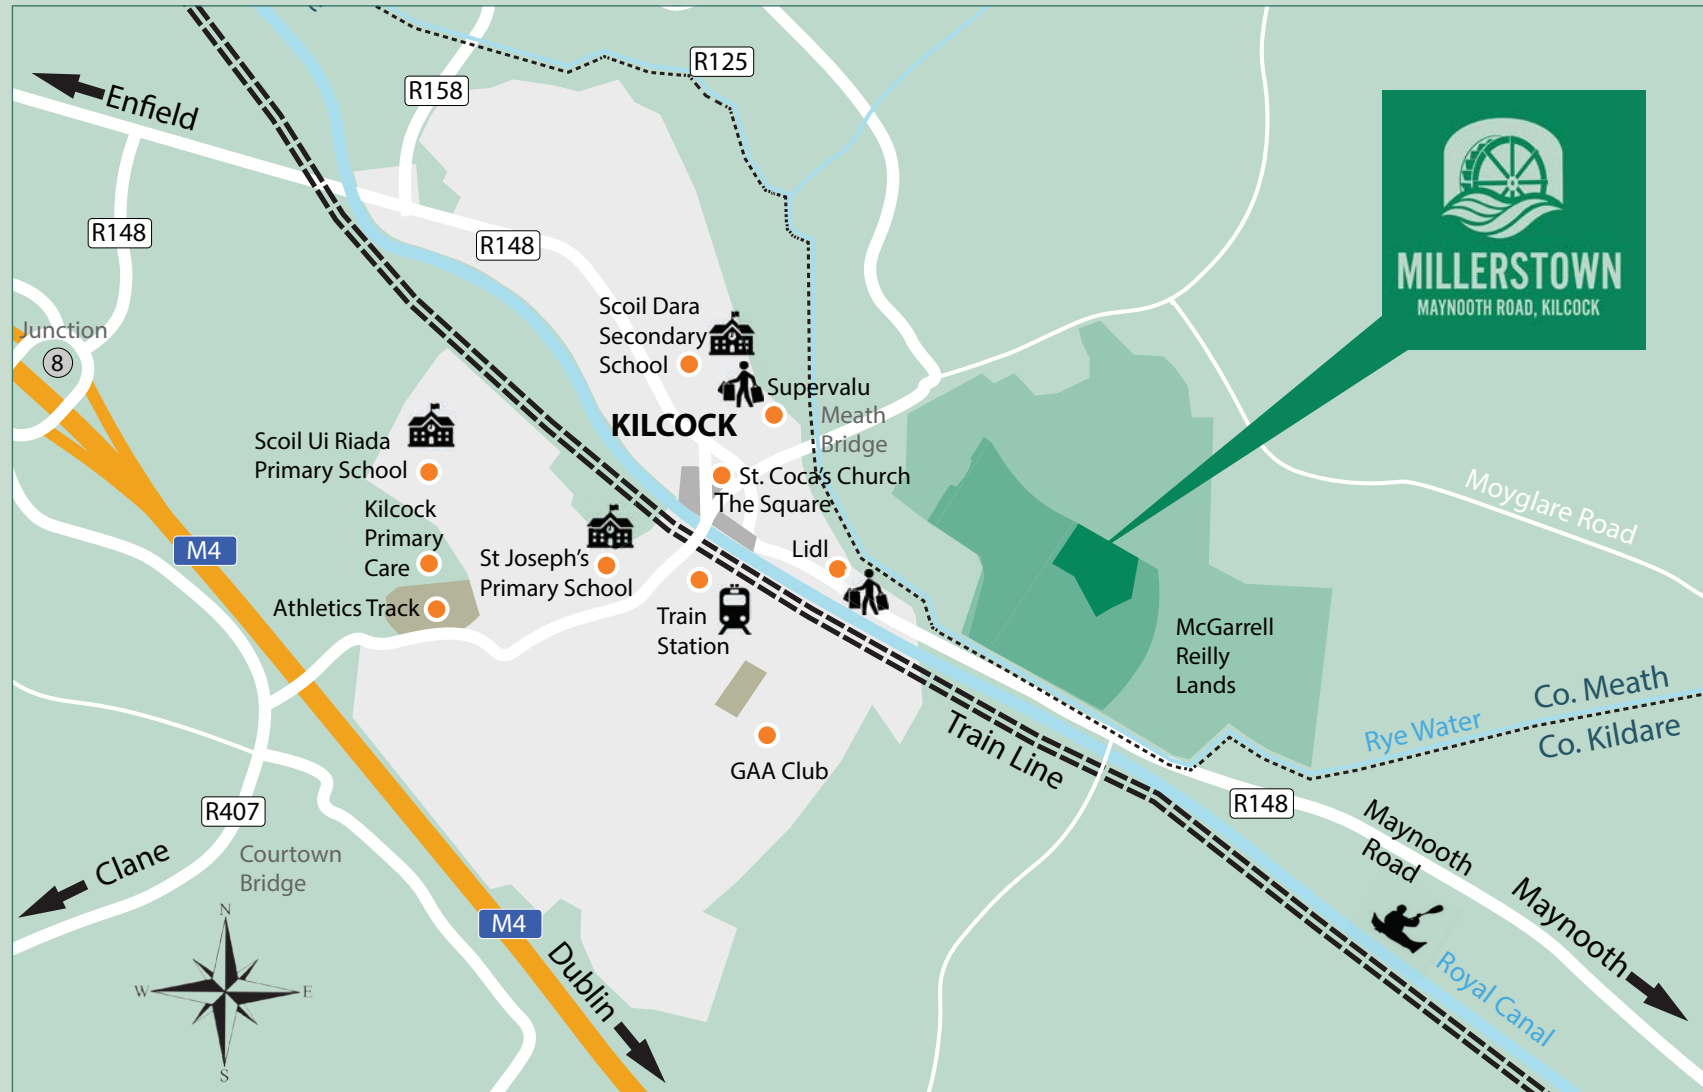 R125
R158
Enfield
R148
R148
MILLERSTOWN
MAYNOOTH ROAD, KILCOCK
Junction
8
Scoil Dara
Secondary
School
Supervalu
KILCOCK
Meath
Bridge
Scoil Ui Riada
Primary School
St. Coca's Church
The Square
Moyglare Road
Kilcock
Primary
Care
M4
St Joseph's
Primary School
Lidl
Athletics Track
Train
Station
McGarrell
Reilly
Lands
Co. Meath
Rye Water
Co. Kildare
Train Line
GAA Club
R148
Maynooth
Road
R407
Clane
Courtown
Bridge
M4
Dublin
Maynooth
Royal Canal
N
W
E
S